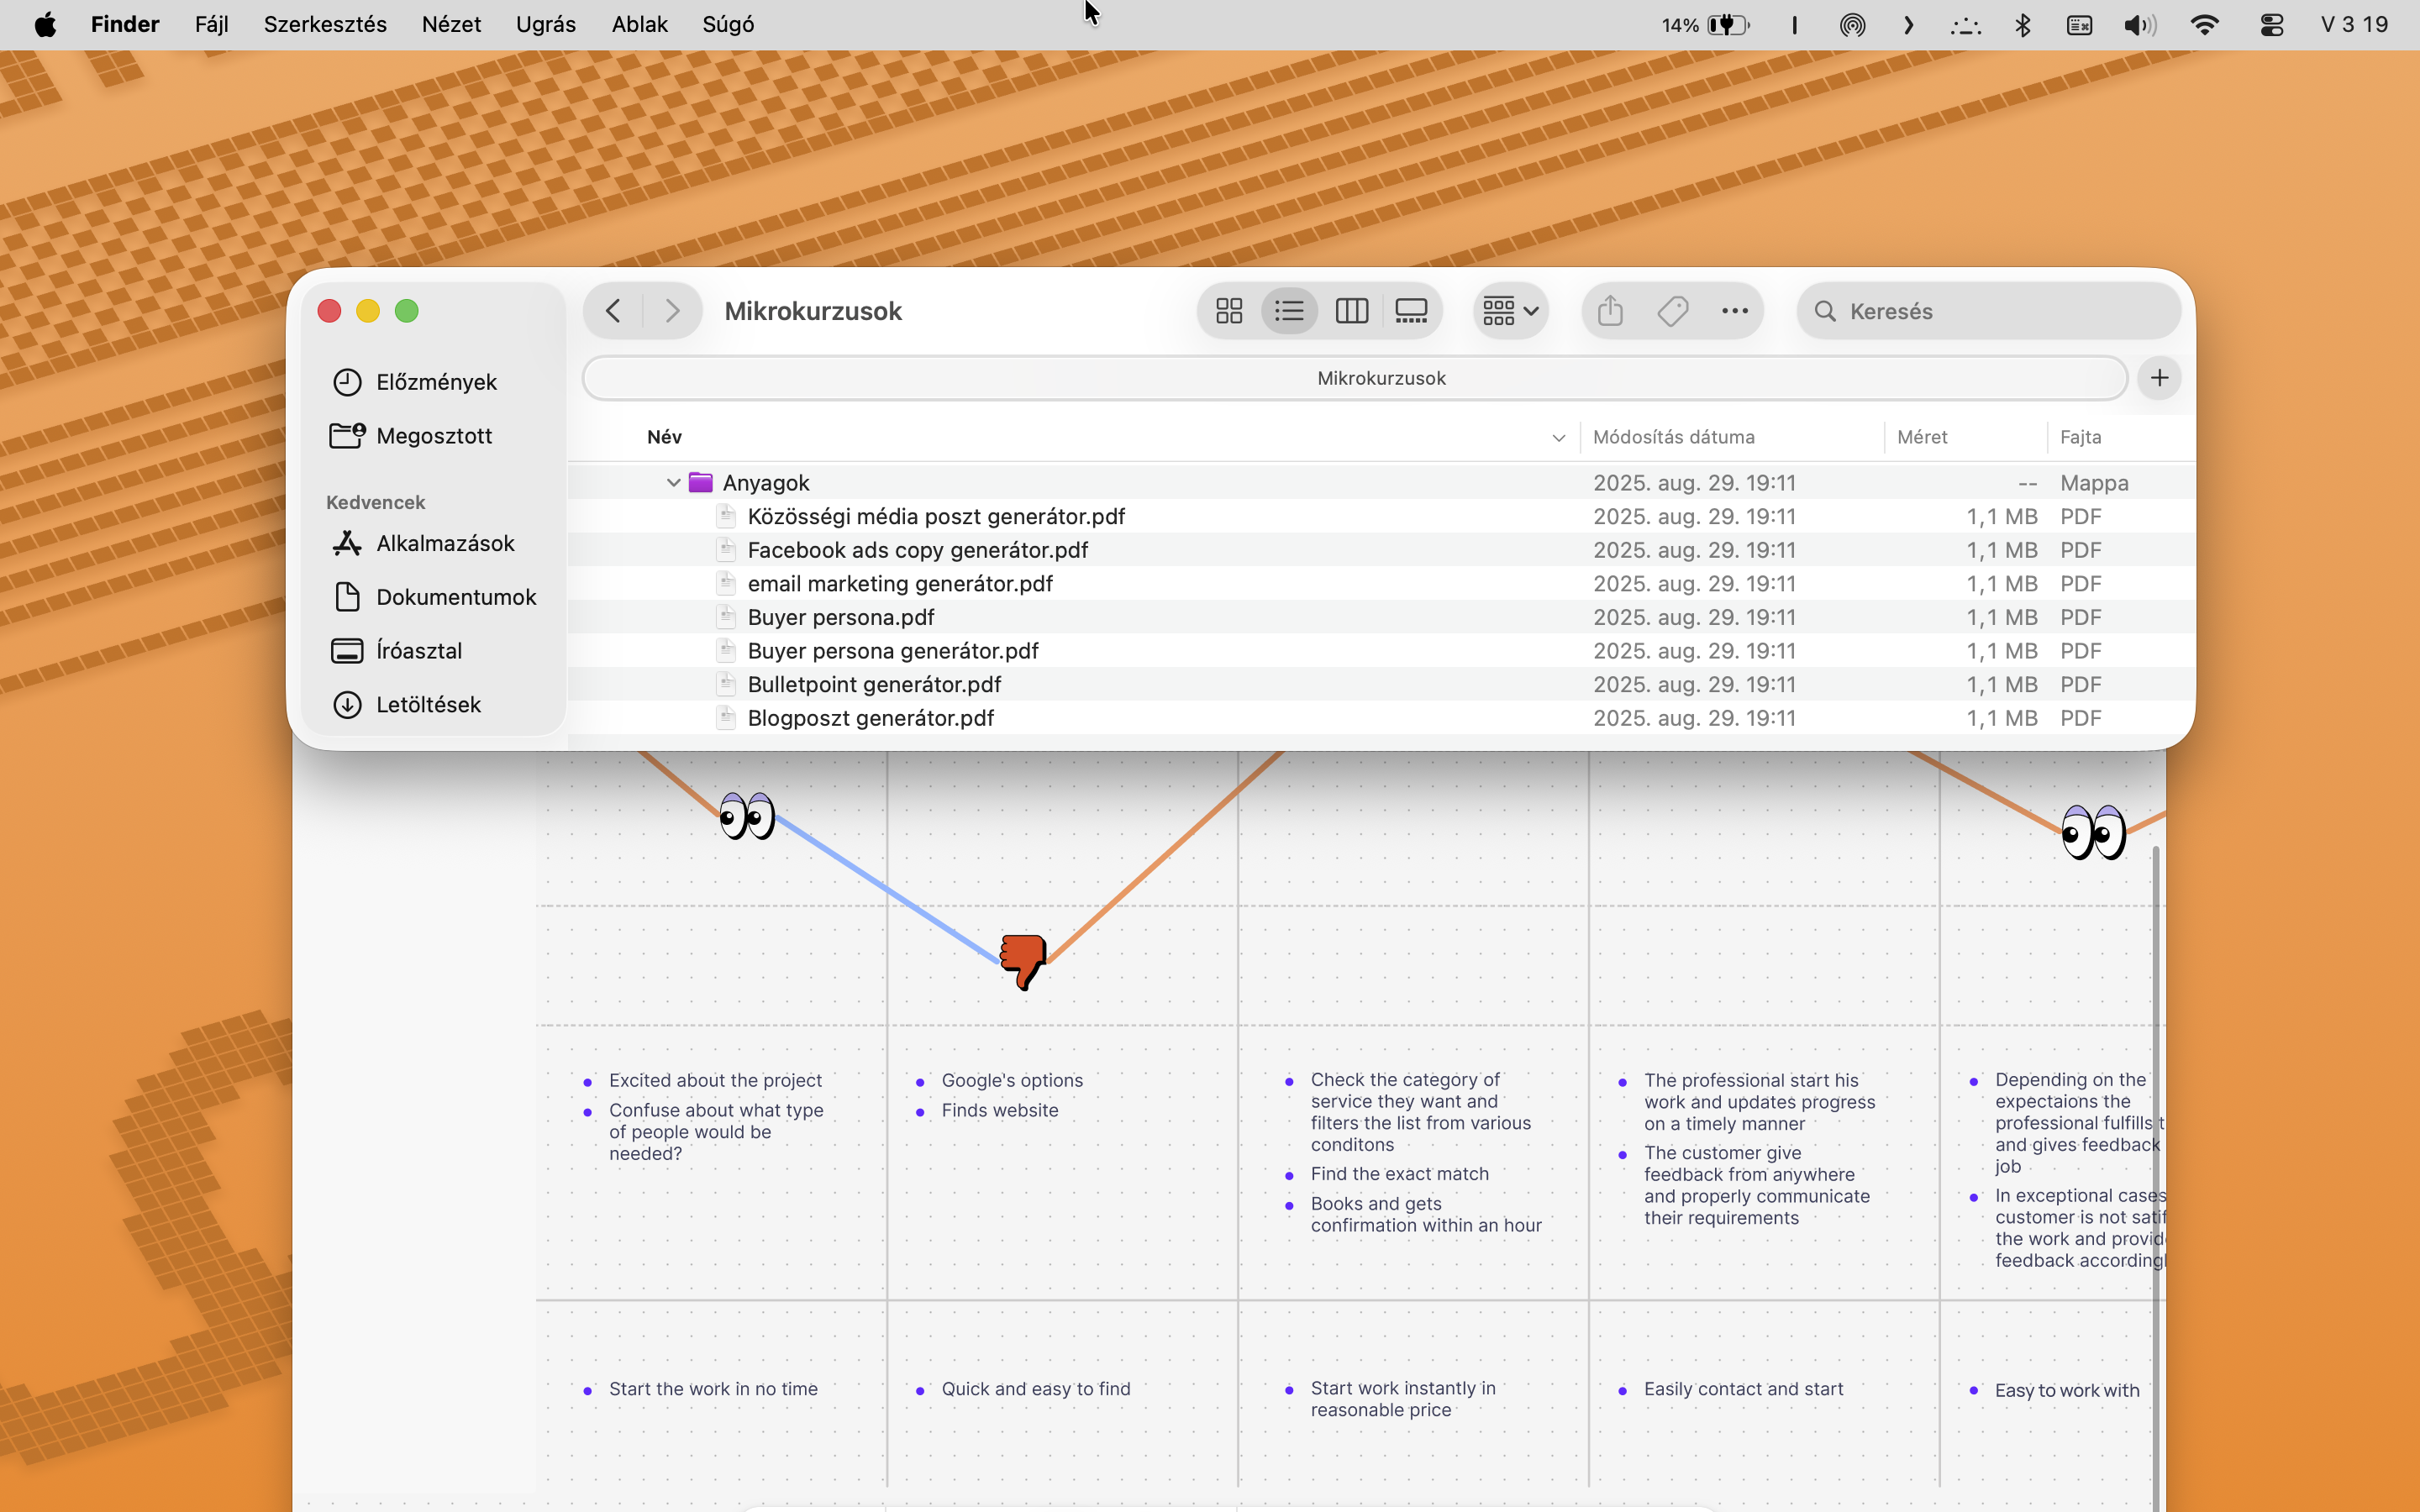 Finder Fájl Szerkesztés Nézet Ugrás Ablak Súgó 14% V 3 19
Mikrokurzusok Keresés
Előzmények
Megosztott
Kedvencek
Alkalmazások
Dokumentumok
Íróasztal
Letöltések
Mikrokurzusok
Név Módosítás dátuma Méret Fajta
Anyagok 2025. aug. 29. 19:11 -- Mappa
Közösségi média poszt generátor.pdf 2025. aug. 29. 19:11 1,1 MB PDF
Facebook ads copy generátor.pdf 2025. aug. 29. 19:11 1,1 MB PDF
email marketing generátor.pdf 2025. aug. 29. 19:11 1,1 MB PDF
Buyer persona.pdf 2025. aug. 29. 19:11 1,1 MB PDF
Buyer persona generátor.pdf 2025. aug. 29. 19:11 1,1 MB PDF
Bulletpoint generátor.pdf 2025. aug. 29. 19:11 1,1 MB PDF
Blogposzt generátor.pdf 2025. aug. 29. 19:11 1,1 MB PDF
Excited about the project
Confuse about what type
of people would be
needed?
Google's options
Finds website
Check the category of
service they want and
filters the list from various
conditons
Find the exact match
Books and gets
confirmation within an hour
The professional start his
work and updates progress
on a timely manner
The customer give
feedback from anywhere
and properly communicate
their requirements
Depending on the
expectaions the
professional fulfills
and gives feedback
job
In exceptional cases
customer is not
the work and
feedback
Start the work in no time
Quick and easy to find
Start work instantly in
reasonable price
Easily contact and start
Easy to work with